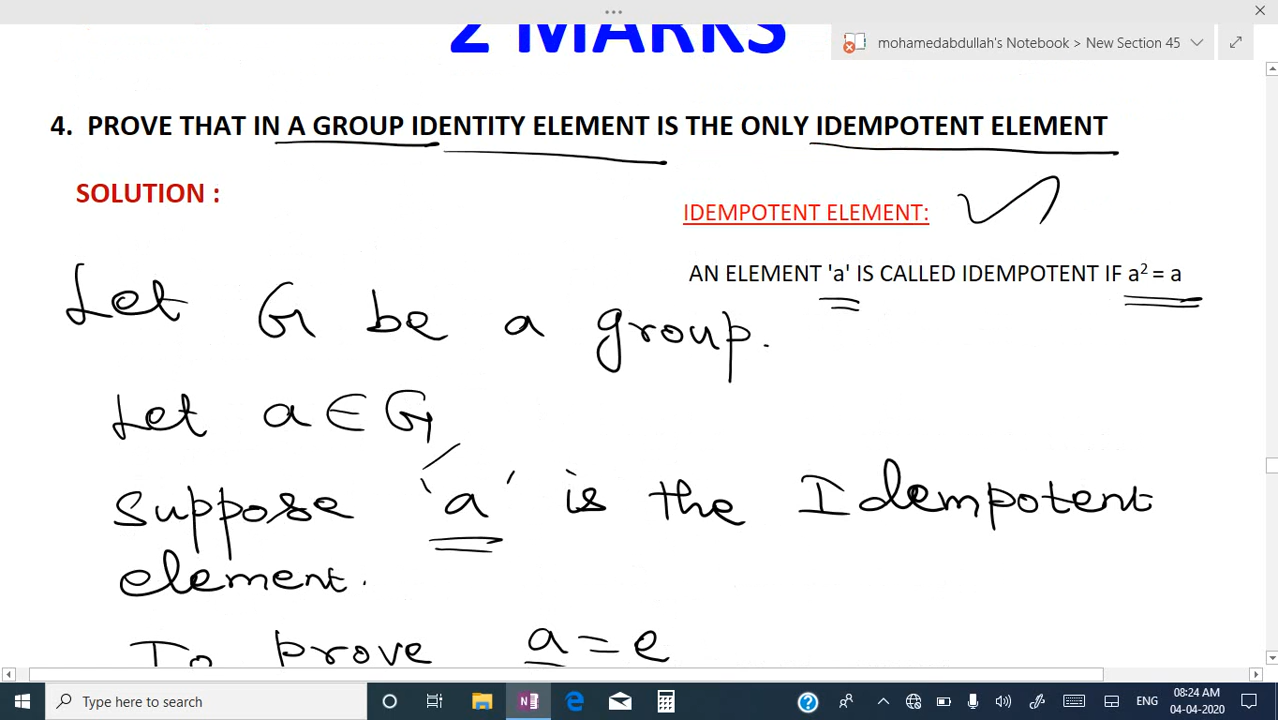 2 MARKS
mohamedabdullah's Notebook > New Section 45
4. PROVE THAT IN A GROUP IDENTITY ELEMENT IS THE ONLY IDEMPOTENT ELEMENT
SOLUTION :
IDEMPOTENT ELEMENT:
AN ELEMENT 'a' IS CALLED IDEMPOTENT IF a² = a
Let G be a group.
Let a ∈ G
Suppose 'a' is the Idempotent
element.
To prove a = e
Type here to search
ENG
08:24 AM
04-04-2020